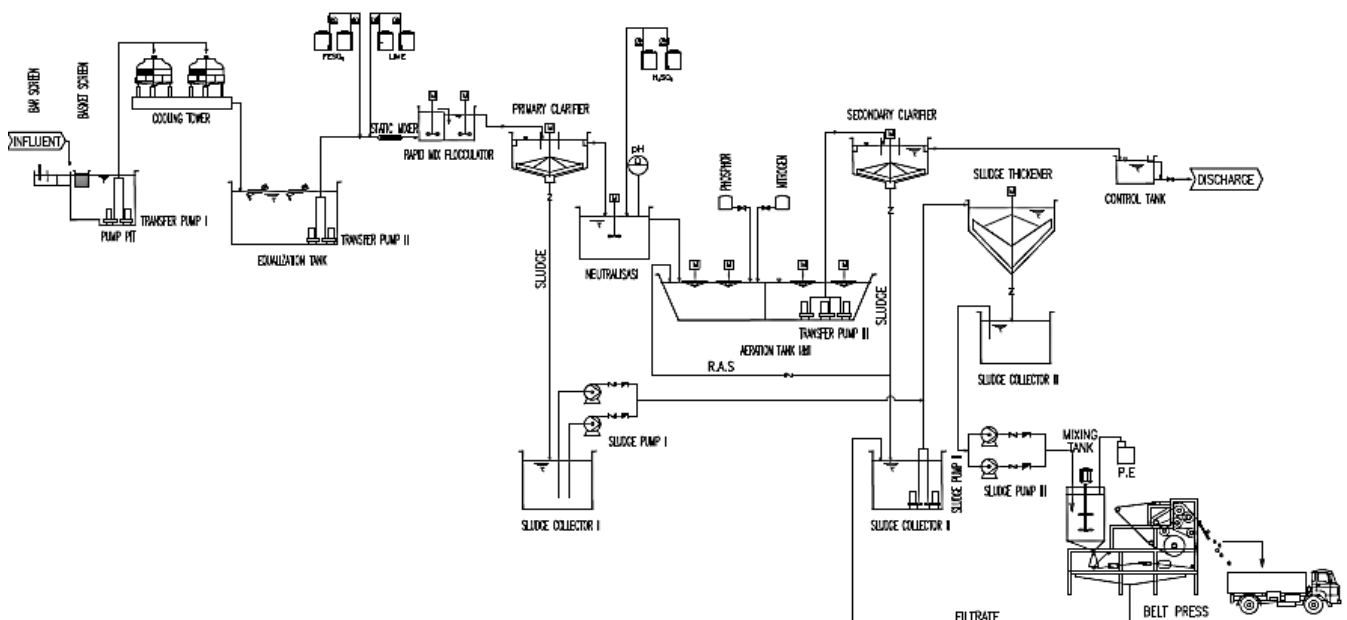 BAR SCREEN
BASKET SCREEN
INFLUENT
COOLING TOWER
TRANSFER PUMP I
PUMP PIT
EQUALIZATION TANK
TRANSFER PUMP II
FESO4
LIME
STATIC MIXER
RAPID MIX FLOCCULATOR
M
M
PRIMARY CLARIFIER
M
SLUDGE
Z
pH
H2SO4
M
NEUTRALISASI
PHOSPHOR
NITROGEN
M
M
M
M
TRANSFER PUMP III
AERATION TANK I&II
R.A.S
SECONDARY CLARIFIER
M
Z
SLUDGE
SLUDGE THICKENER
M
Z
CONTROL TANK
DISCHARGE
SLUDGE COLLECTOR III
SLUDGE PUMP I
SLUDGE COLLECTOR I
SLUDGE COLLECTOR II
SLUDGE PUMP II
SLUDGE PUMP III
MIXING
TANK
P.E
BELT PRESS
FILTRATE